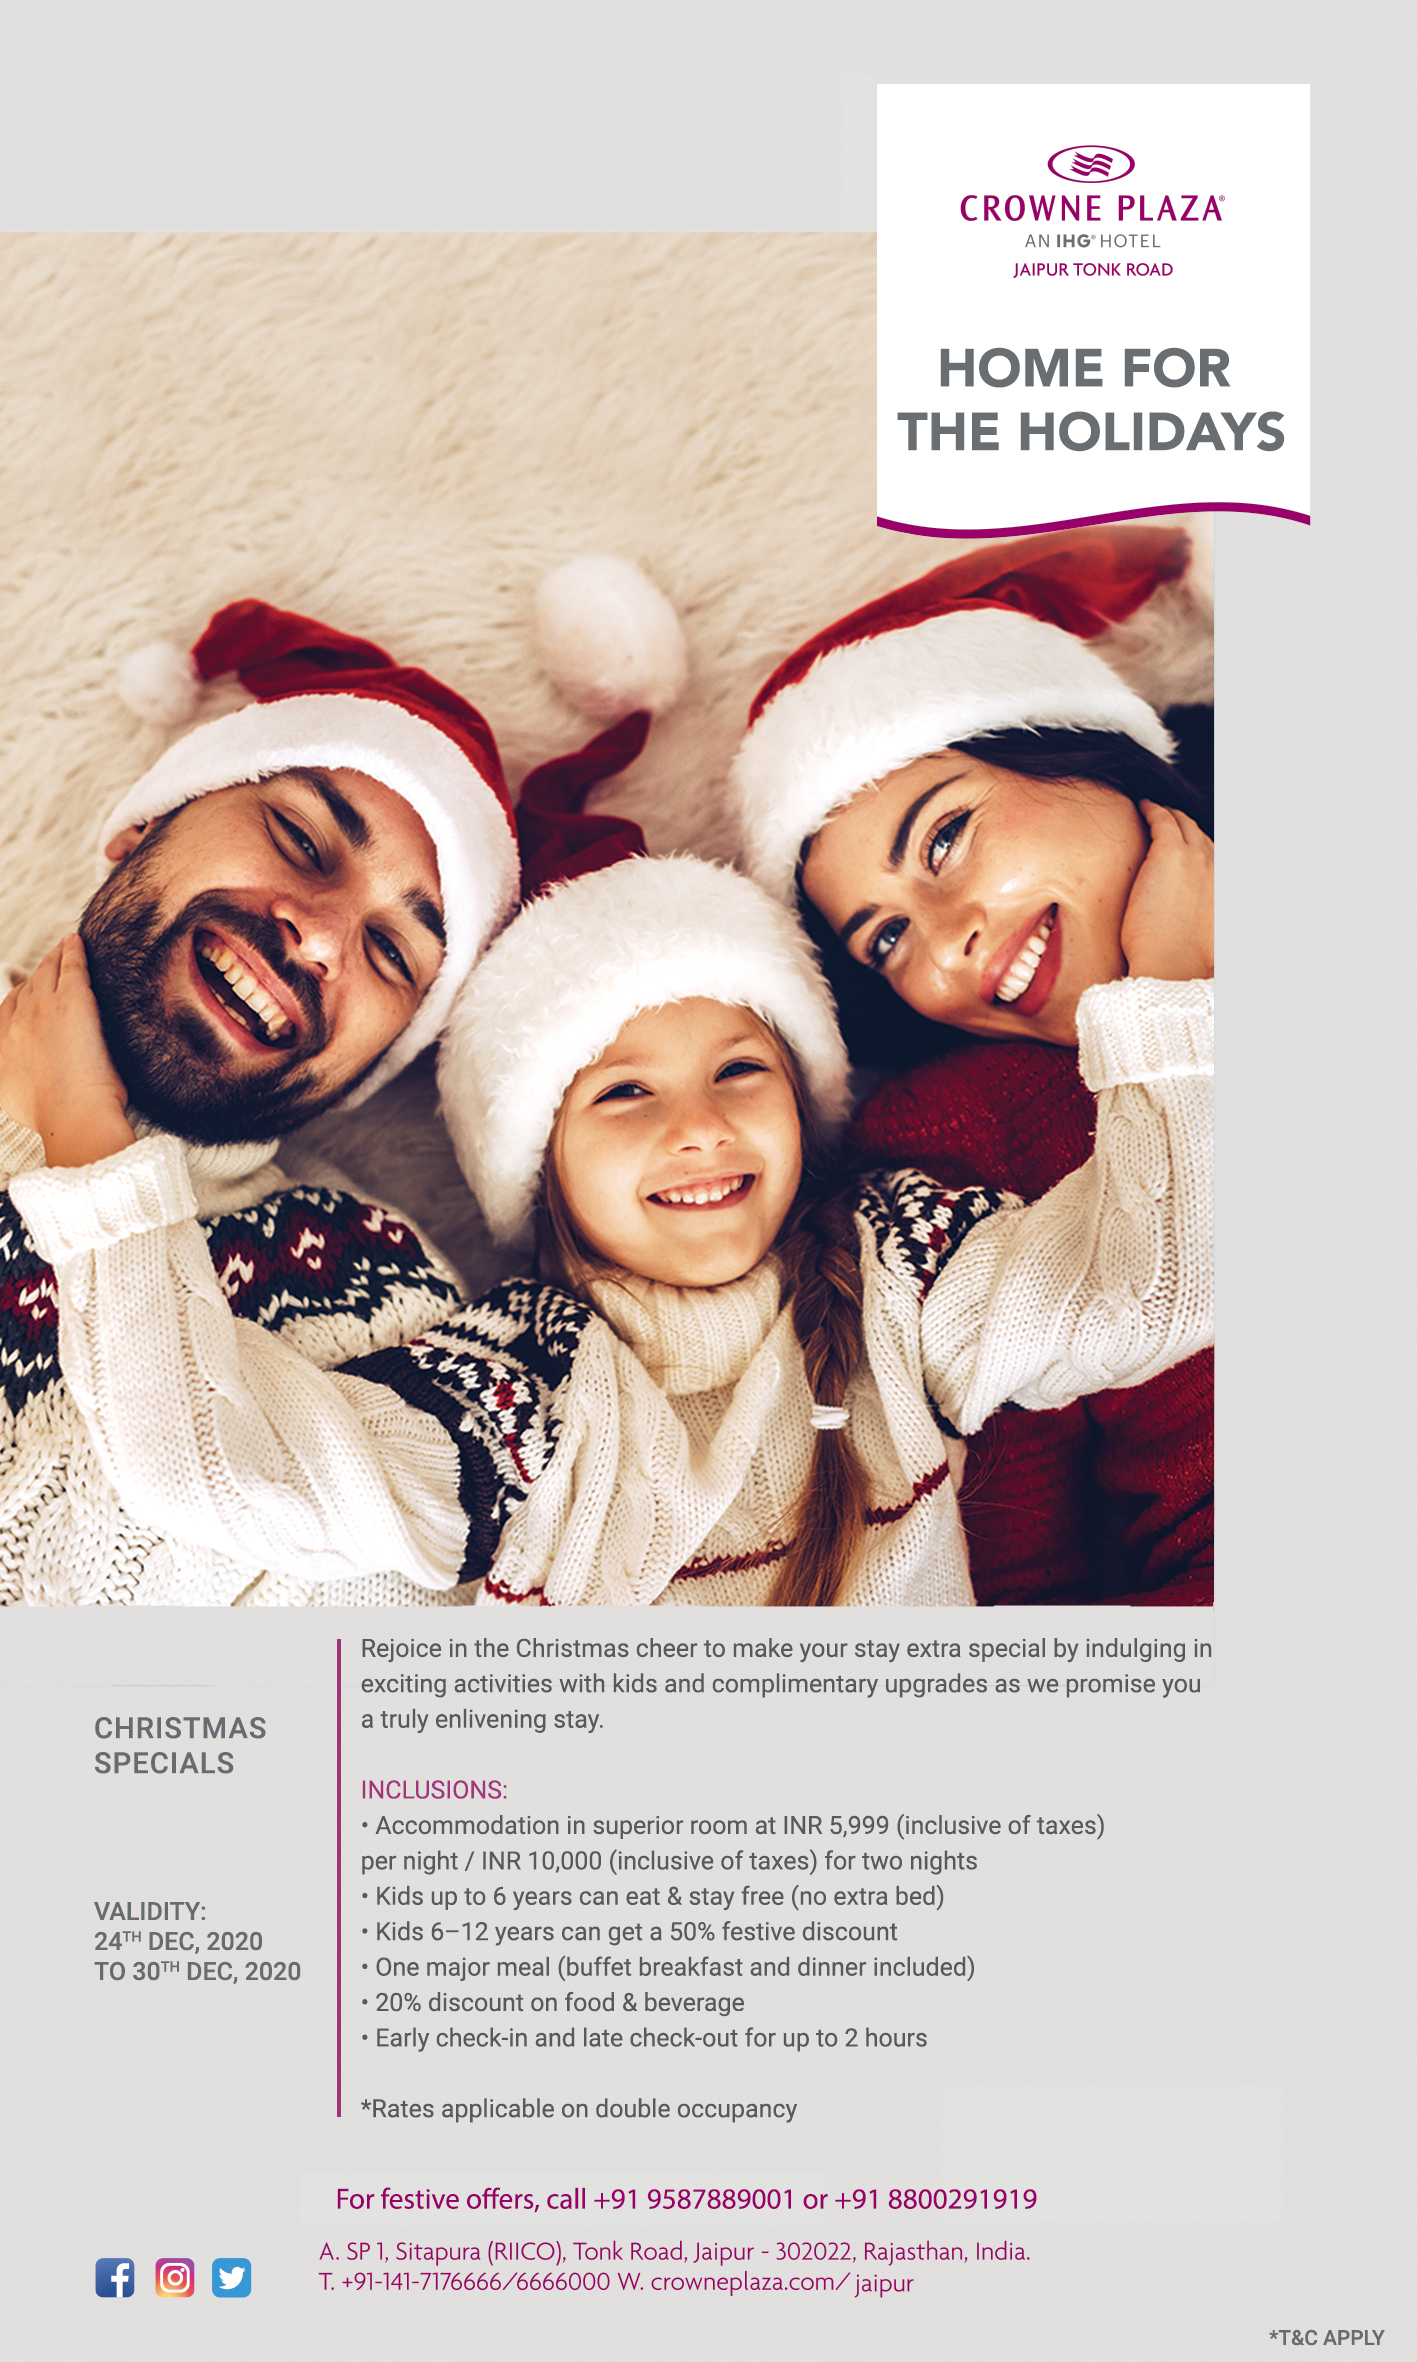 CROWNE PLAZA®
AN IHG® HOTEL
JAIPUR TONK ROAD
HOME FOR
THE HOLIDAYS
CHRISTMAS
SPECIALS
VALIDITY:
24TH DEC, 2020
TO 30TH DEC, 2020
Rejoice in the Christmas cheer to make your stay extra special by indulging in
exciting activities with kids and complimentary upgrades as we promise you
a truly enlivening stay.
INCLUSIONS:
• Accommodation in superior room at INR 5,999 (inclusive of taxes)
per night / INR 10,000 (inclusive of taxes) for two nights
• Kids up to 6 years can eat & stay free (no extra bed)
• Kids 6–12 years can get a 50% festive discount
• One major meal (buffet breakfast and dinner included)
• 20% discount on food & beverage
• Early check-in and late check-out for up to 2 hours
*Rates applicable on double occupancy
For festive offers, call +91 9587889001 or +91 8800291919
A. SP 1, Sitapura (RIICO), Tonk Road, Jaipur - 302022, Rajasthan, India.
T. +91-141-7176666/6666000 W. crowneplaza.com/jaipur
*T&C APPLY